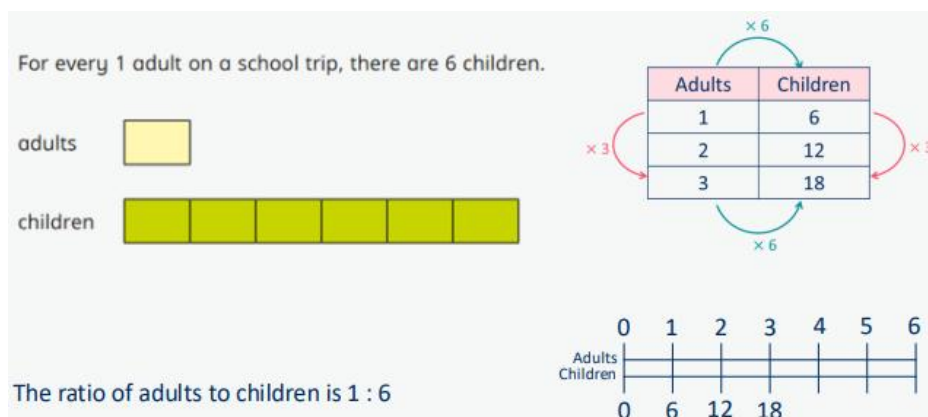 For every 1 adult on a school trip, there are 6 children.
adults
children
The ratio of adults to children is 1 : 6
× 6
Adults Children
1 6
2 12
3 18
× 3
× 3
× 6
0 1 2 3 4 5 6
Adults
Children
0 6 12 18